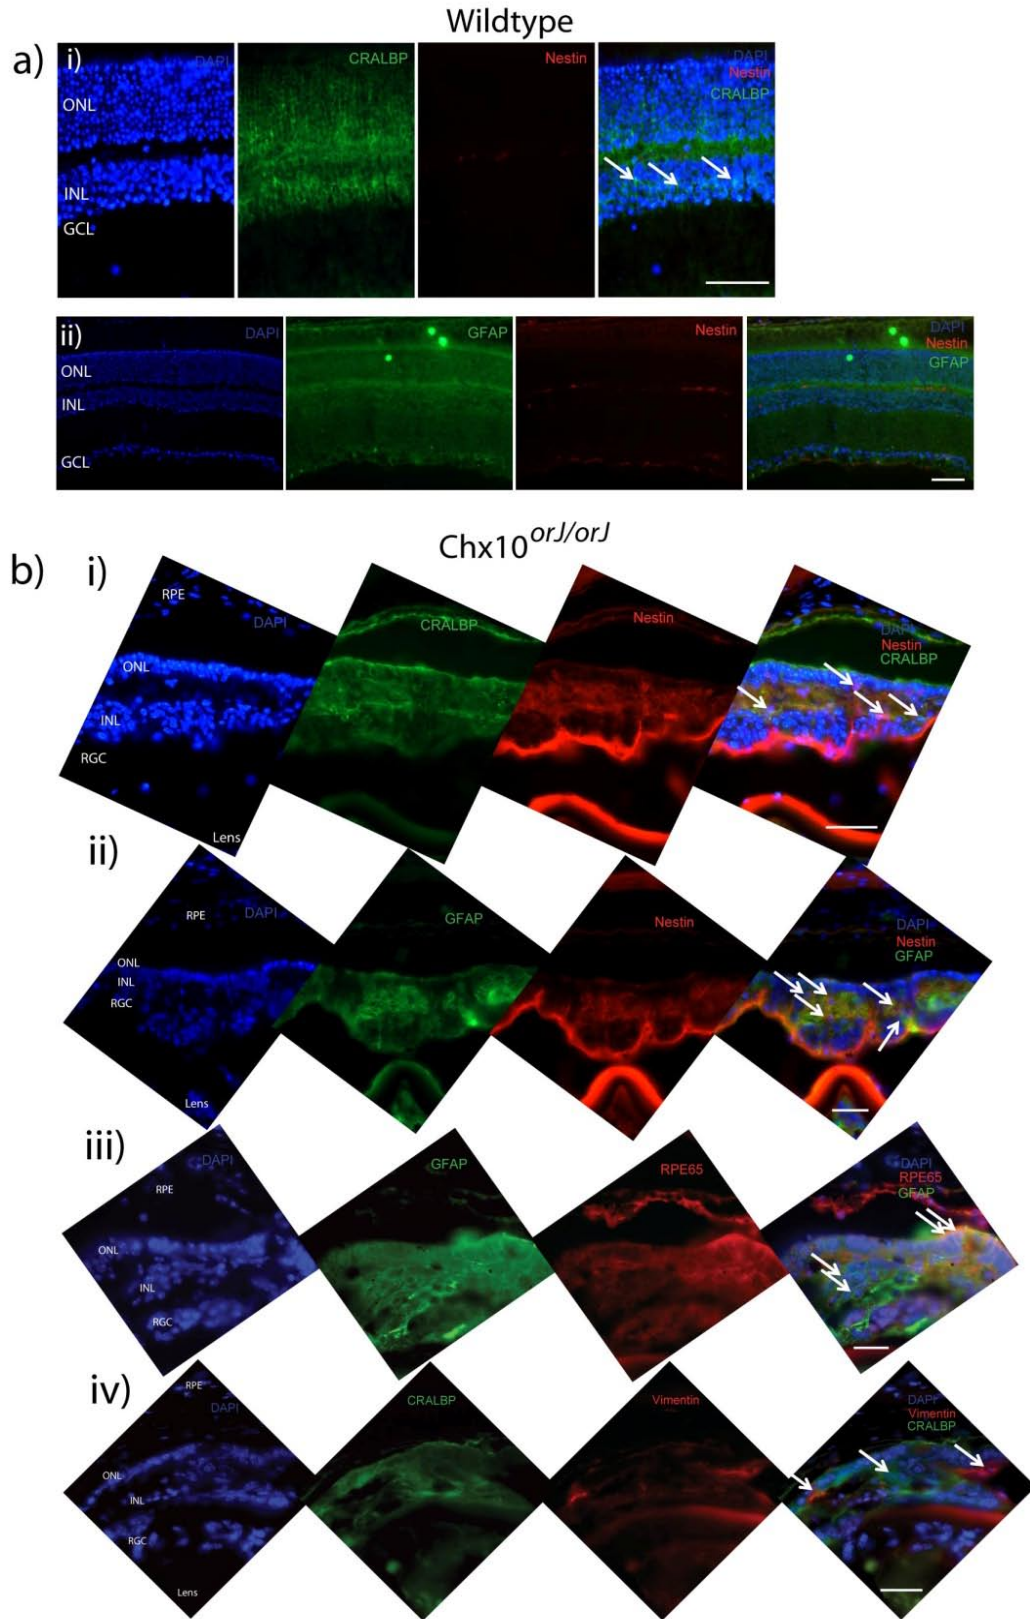 Wildtype
a)
i)
DAPI
CRALBP
Nestin
DAPI
Nestin
CRALBP
ONL
INL
GCL
ii)
DAPI
GFAP
Nestin
DAPI
Nestin
GFAP
ONL
INL
GCL
Chx10orJ/orJ
b)
i)
RPE
DAPI
CRALBP
Nestin
DAPI
Nestin
CRALBP
ONL
INL
RGC
Lens
ii)
RPE
DAPI
GFAP
Nestin
DAPI
Nestin
GFAP
ONL
INL
RGC
Lens
iii)
DAPI
GFAP
RPE65
DAPI
RPE65
GFAP
RPE
ONL
INL
RGC
iv)
RPE
DAPI
CRALBP
Vimentin
DAPI
Vimentin
CRALBP
ONL
INL
RGC
Lens